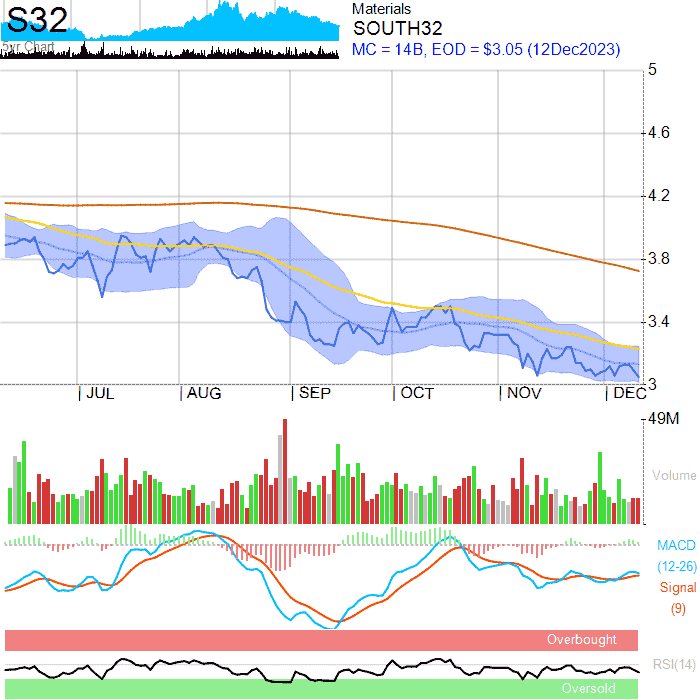 S32
5yr Chart
Materials
SOUTH32
MC = 14B, EOD = $3.05 (12Dec2023)
5
4.6
4.2
3.8
3.4
3
JUL AUG SEP OCT NOV DEC
49M
Volume
MACD
(12-26)
Signal
(9)
Overbought
RSI(14)
Oversold